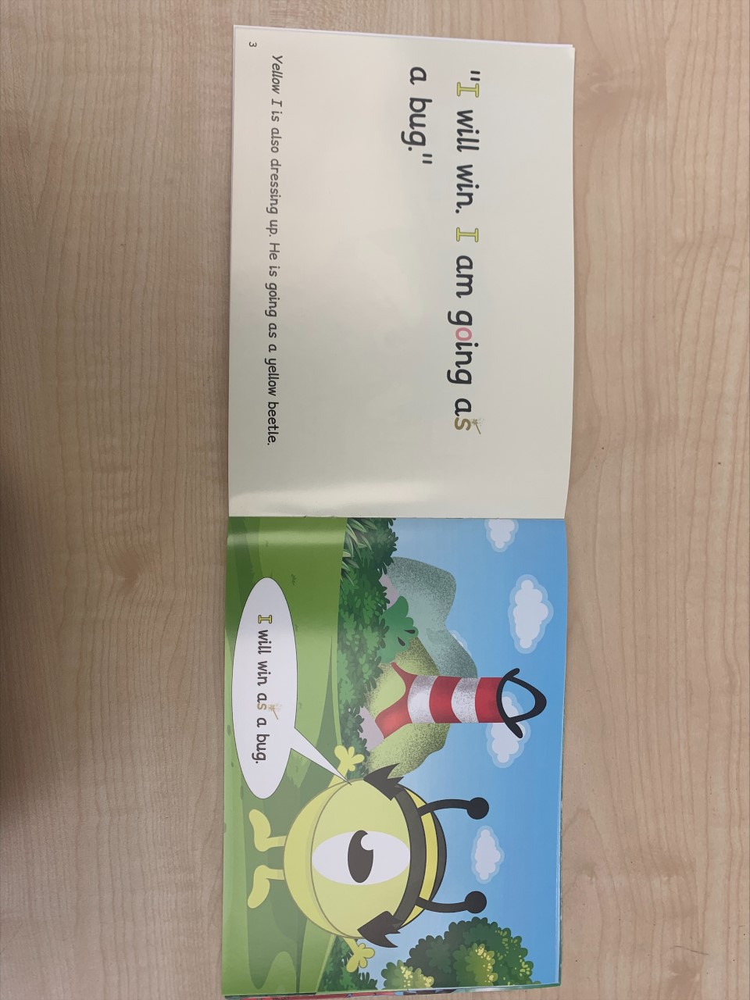 "I will win. I am going as
a bug."
Yellow I is also dressing up. He is going as a yellow beetle.
3
I will win as a bug.